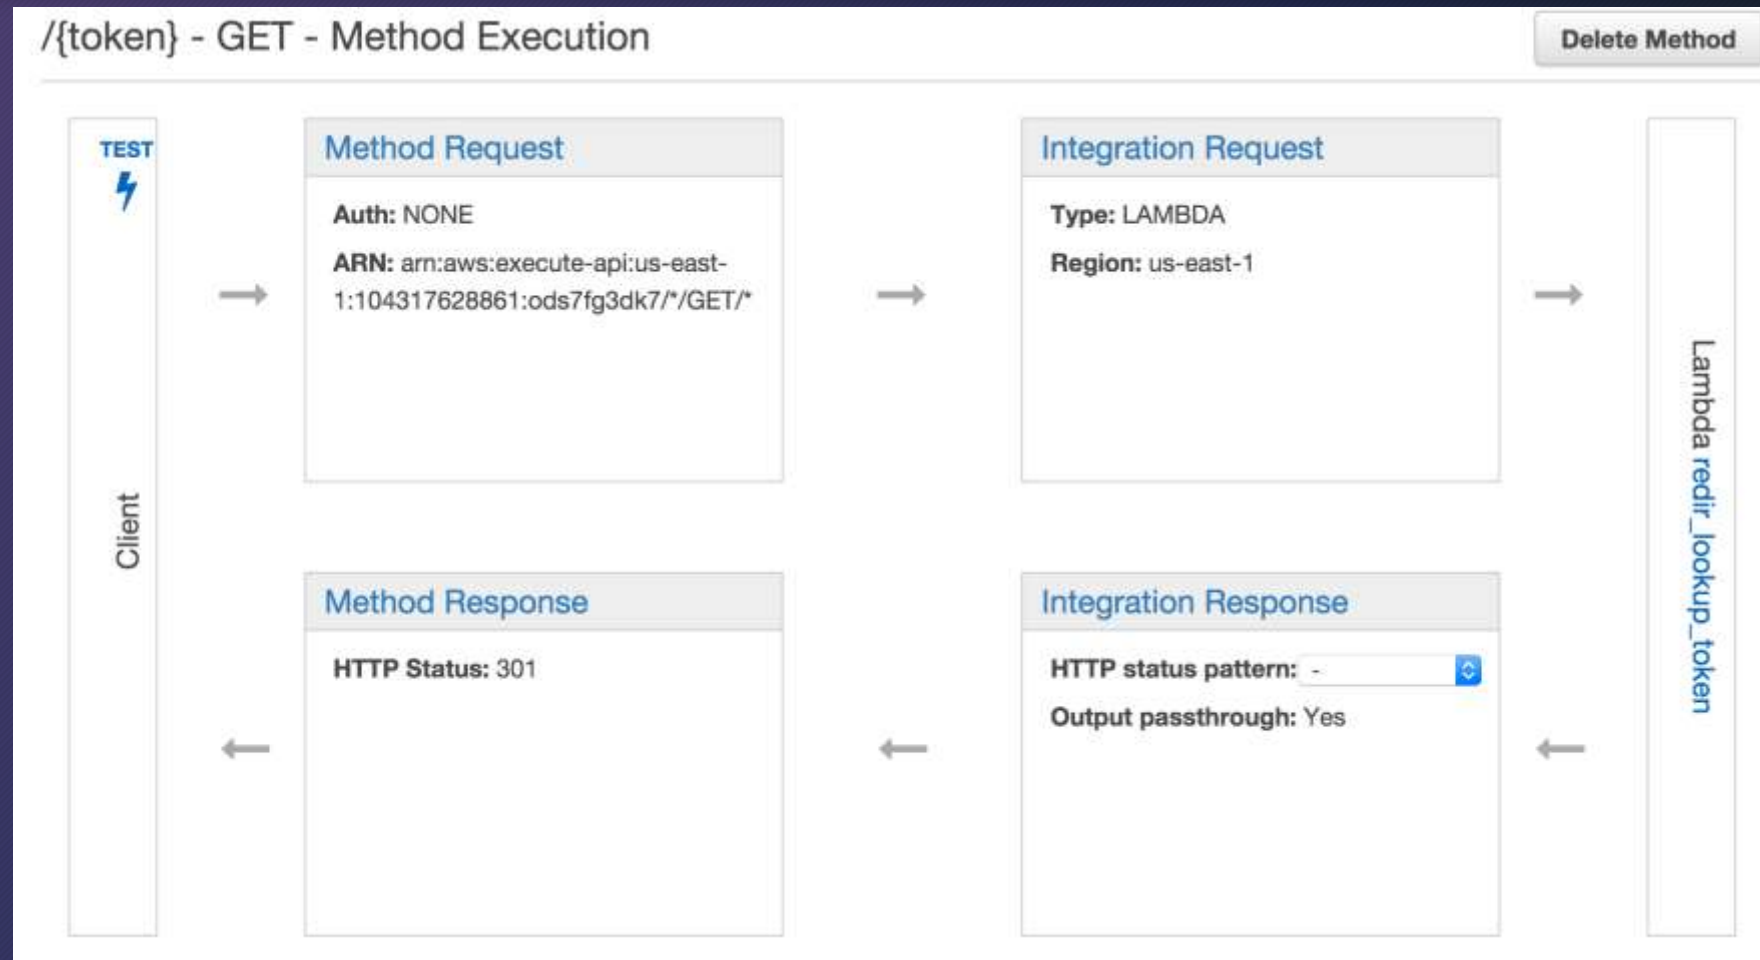 /{token} - GET - Method Execution
Delete Method
TEST
Client
Method Request
Auth: NONE
ARN: arn:aws:execute-api:us-east-
1:104317628861:ods7fg3dk7/*/GET/*
Integration Request
Type: LAMBDA
Region: us-east-1
Lambda redir_lookup_token
Method Response
HTTP Status: 301
Integration Response
HTTP status pattern: -
Output passthrough: Yes